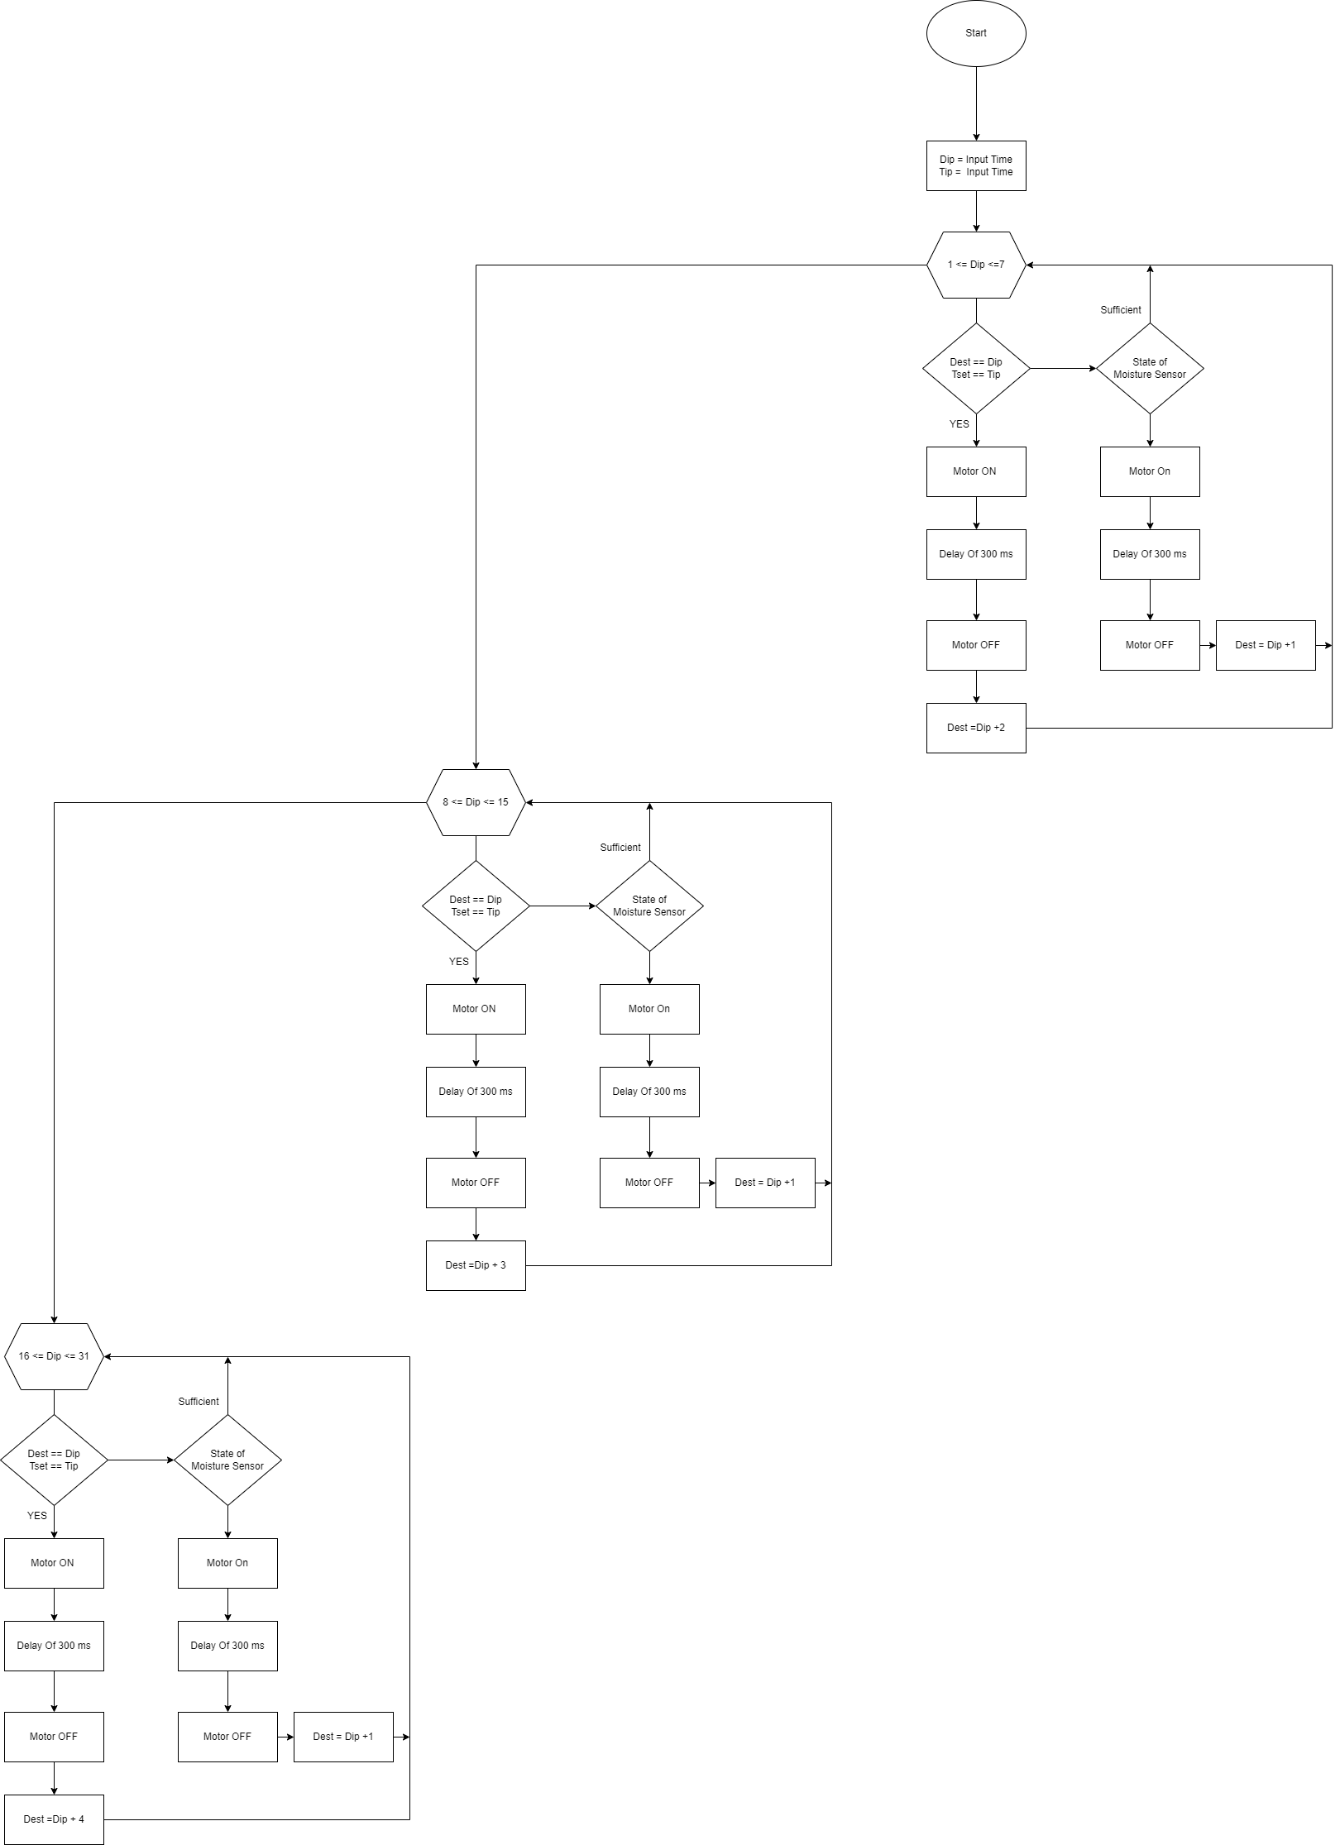 Start
Dip = Input Time
Tip =  Input Time
1 <= Dip <=7
Sufficient
Dest == Dip
Tset == Tip
State of
Moisture Sensor
YES
Motor ON
Motor On
Delay Of 300 ms
Delay Of 300 ms
Motor OFF
Motor OFF
Dest = Dip +1
Dest =Dip +2
8 <= Dip <= 15
Sufficient
Dest == Dip
Tset == Tip
State of
Moisture Sensor
YES
Motor ON
Motor On
Delay Of 300 ms
Delay Of 300 ms
Motor OFF
Motor OFF
Dest = Dip +1
Dest =Dip + 3
16 <= Dip <= 31
Sufficient
Dest == Dip
Tset == Tip
State of
Moisture Sensor
YES
Motor ON
Motor On
Delay Of 300 ms
Delay Of 300 ms
Motor OFF
Motor OFF
Dest = Dip +1
Dest =Dip + 4